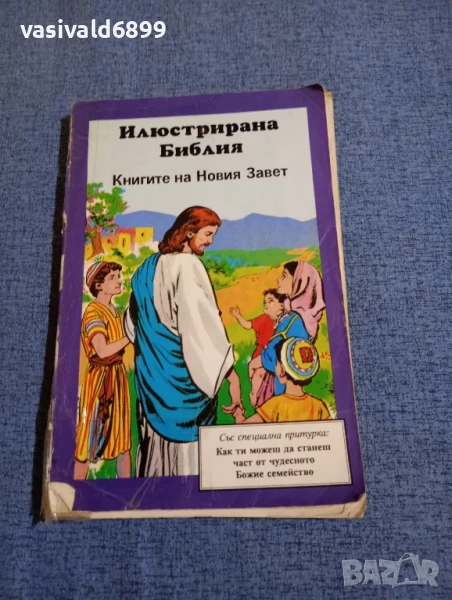 vasivald6899
Илюстрирана
Библия
Книгите на Новия Завет
Със специална притурка:
Как ти можеш да станеш
част от чудесното
Божие семейство
BAZAR